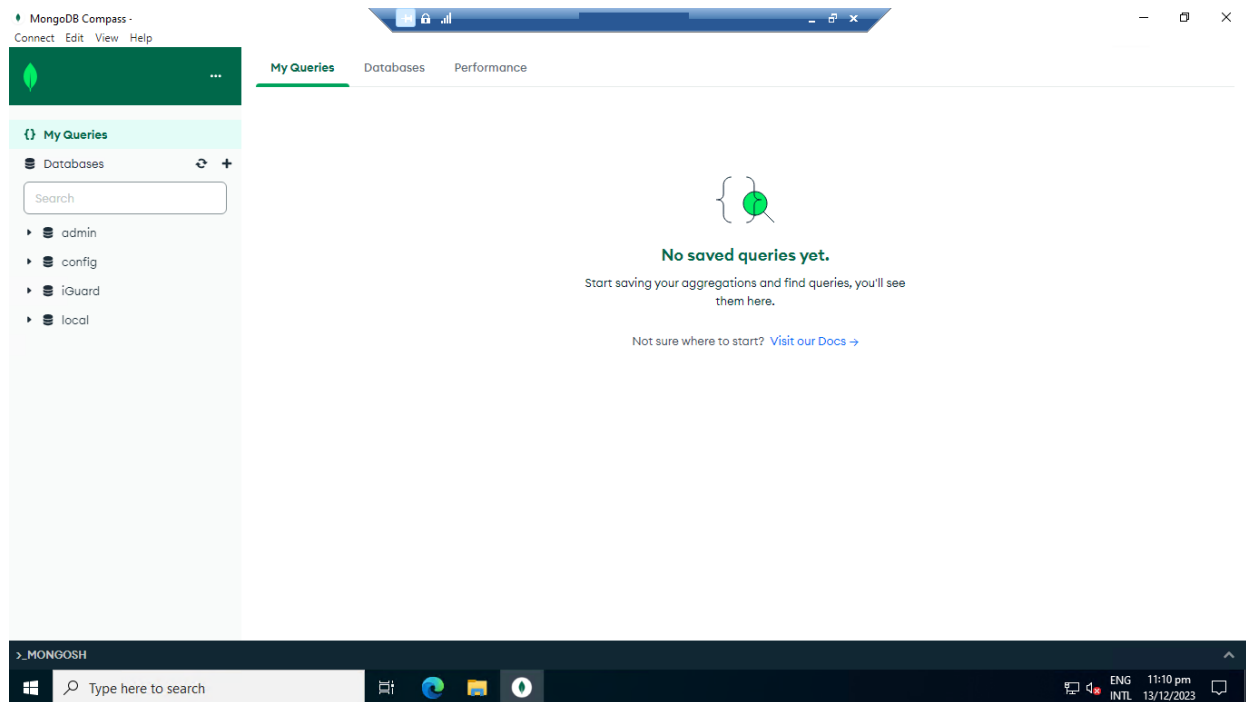 MongoDB Compass -
Connect Edit View Help
...
My Queries Databases Performance
{} My Queries
Databases
Search
admin
config
iGuard
local
No saved queries yet.
Start saving your aggregations and find queries, you'll see
them here.
Not sure where to start? Visit our Docs →
>_MONGOSH
Type here to search
ENG 11:10 pm
INTL 13/12/2023